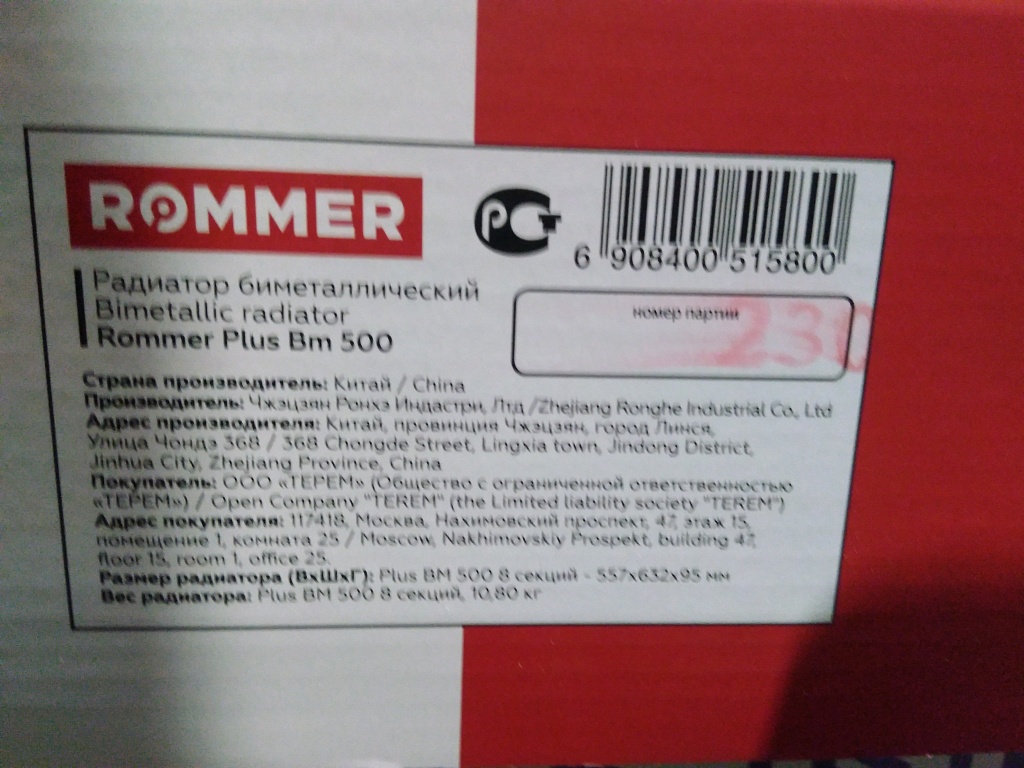 ROMMER
РСТ
6 908400 515800
Радиатор биметаллический
Bimetallic radiator
Rommer Plus Bm 500
номер партии
230
Страна производитель: Китай / China
Производитель: Чжэцзян Ронхэ Индастри, Лтд /Zhejiang Ronghe Industrial Co., Ltd
Адрес производителя: Китай, провинция Чжэцзян, город Линся,
Улица Чондэ 368 / 368 Chongde Street, Lingxia town, Jindong District,
Jinhua City, Zhejiang Province, China
Покупатель: ООО «ТЕРЕМ» (Общество с ограниченной ответственностью
«ТЕРЕМ») / Open Company "TEREM" (the Limited liability society "TEREM")
Адрес покупателя: 117418, Москва, Нахимовский проспект, 47, этаж 15,
помещение 1, комната 25 / Moscow, Nakhimovskiy Prospekt, building 47,
floor 15, room 1, office 25.
Размер радиатора (ВxШxГ): Plus BM 500 8 секций - 557x632x95 мм
Вес радиатора: Plus BM 500 8 секций, 10,80 кг